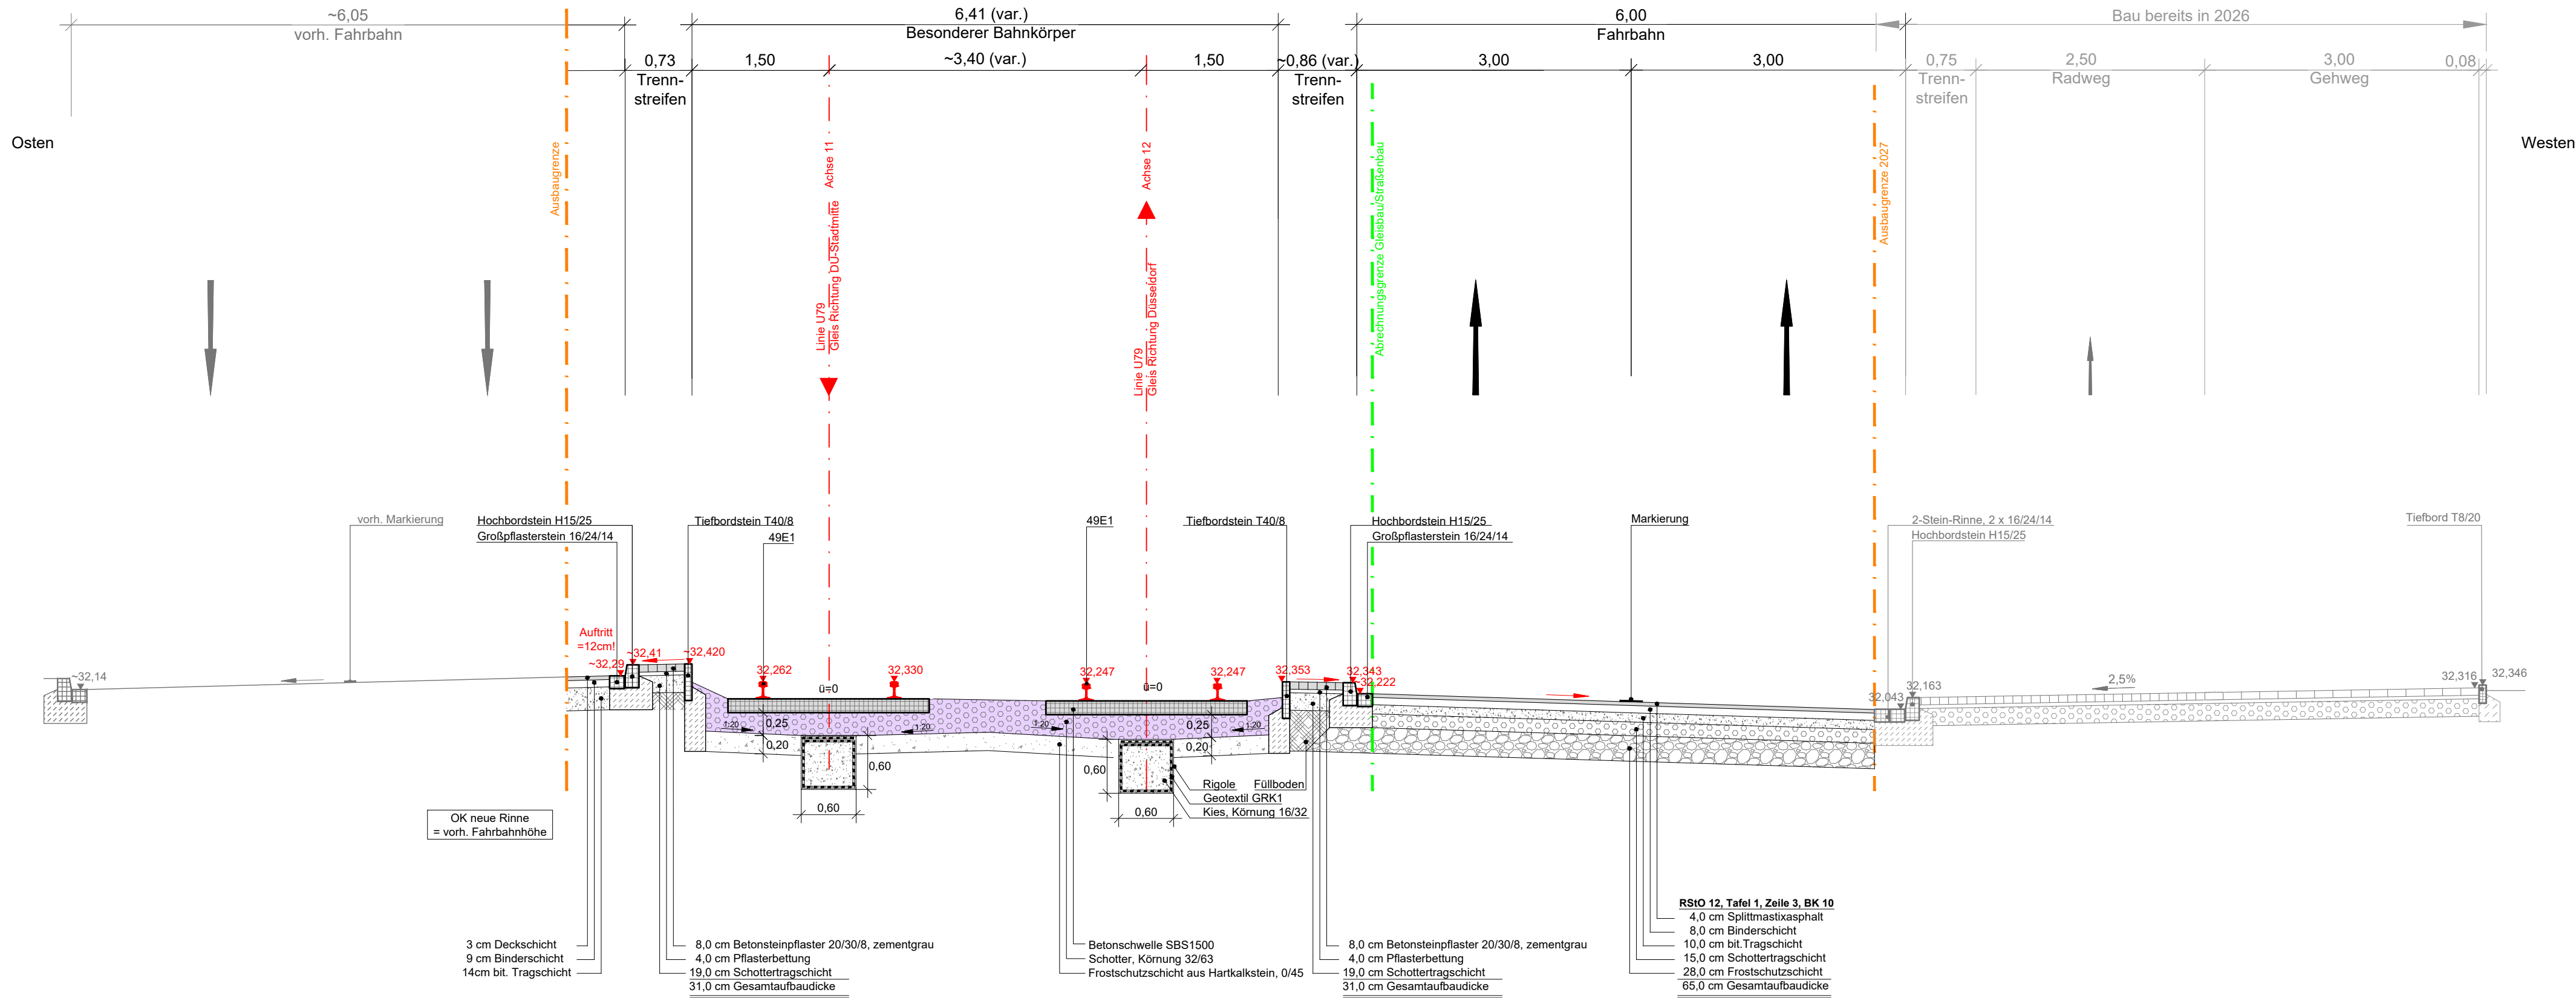 ~6,05
vorh. Fahrbahn
6,41 (var.)
Besonderer Bahnkörper
6,00
Fahrbahn
Bau bereits in 2026
0,73
Trenn-
streifen
1,50
~3,40 (var.)
1,50
~0,86 (var.)
Trenn-
streifen
3,00
3,00
0,75
Trenn-
streifen
2,50
Radweg
3,00
Gehweg
0,08
Osten
Westen
Ausbaugrenze
Achse 11
Linie U79
Gleis Richtung DU-Stadtmitte
Achse 12
Linie U79
Gleis Richtung Düsseldorf
Abrechnungsgrenze Gleisbau/Straßenbau
Ausbaugrenze 2027
vorh. Markierung
Hochbordstein H15/25
Großpflasterstein 16/24/14
Tiefbordstein T40/8
49E1
49E1
Tiefbordstein T40/8
Hochbordstein H15/25
Großpflasterstein 16/24/14
Markierung
2-Stein-Rinne, 2 x 16/24/14
Hochbordstein H15/25
Tiefbord T8/20
Auftritt
=12cm!
~32,14
~32,29
~32,41
~32,420
32,262
ü=0
32,330
32,247
ü=0
32,247
32,353
32,343
~32,222
32,043
32,163
2,5%
32,316
32,346
1:20
0,25
0,20
1:20
1:20
0,25
0,20
1:20
0,60
0,60
0,60
0,60
Rigole
Füllboden
Geotextil GRK1
Kies, Körnung 16/32
OK neue Rinne
= vorh. Fahrbahnhöhe
3 cm Deckschicht
9 cm Binderschicht
14cm bit. Tragschicht
8,0 cm Betonsteinpflaster 20/30/8, zementgrau
4,0 cm Pflasterbettung
19,0 cm Schottertragschicht
31,0 cm Gesamtaufbaudicke
Betonschwelle SBS1500
Schotter, Körnung 32/63
Frostschutzschicht aus Hartkalkstein, 0/45
8,0 cm Betonsteinpflaster 20/30/8, zementgrau
4,0 cm Pflasterbettung
19,0 cm Schottertragschicht
31,0 cm Gesamtaufbaudicke
RStO 12, Tafel 1, Zeile 3, BK 10
4,0 cm Splittmastixasphalt
8,0 cm Binderschicht
10,0 cm bit.Tragschicht
15,0 cm Schottertragschicht
28,0 cm Frostschutzschicht
65,0 cm Gesamtaufbaudicke